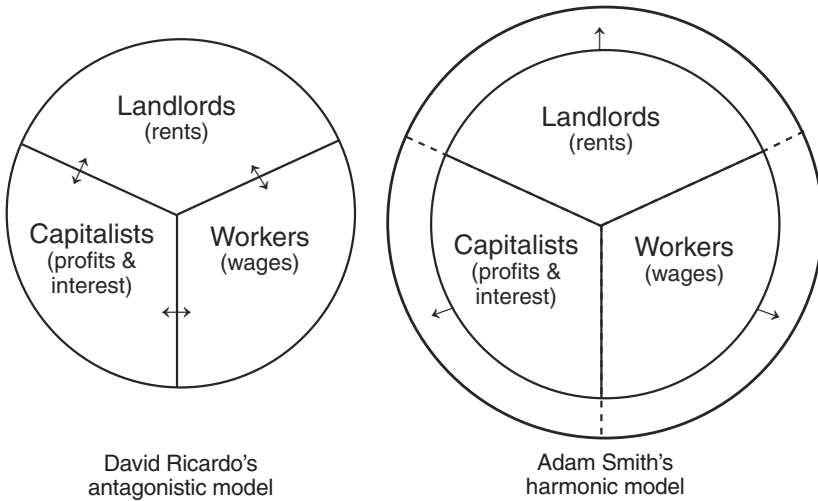 Landlords
(rents)
Capitalists
(profits &
interest)
Workers
(wages)
David Ricardo's
antagonistic model
Landlords
(rents)
Capitalists
(profits &
interest)
Workers
(wages)
Adam Smith's
harmonic model